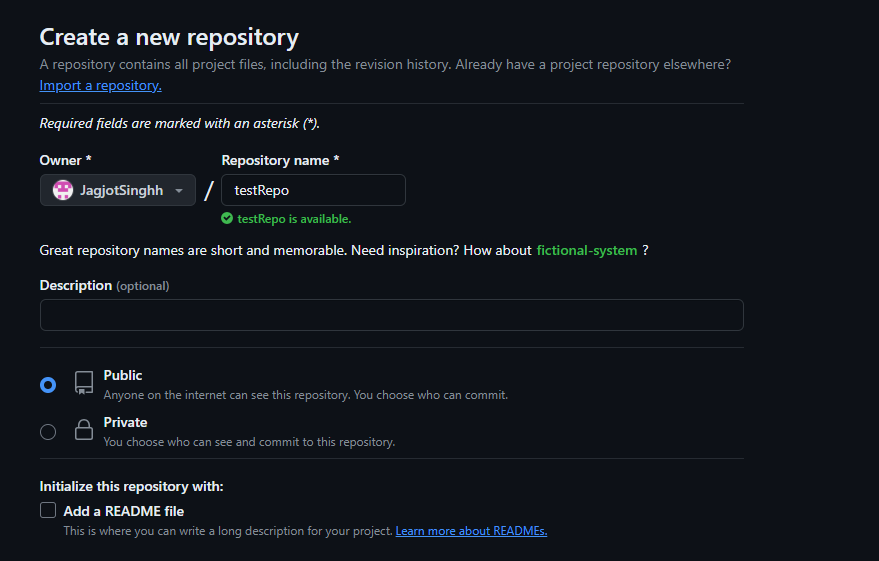 Create a new repository
A repository contains all project files, including the revision history. Already have a project repository elsewhere?
Import a repository.
Required fields are marked with an asterisk (*).
Owner * Repository name *
JagjotSinghh / testRepo
testRepo is available.
Great repository names are short and memorable. Need inspiration? How about fictional-system ?
Description (optional)
Public
Anyone on the internet can see this repository. You choose who can commit.
Private
You choose who can see and commit to this repository.
Initialize this repository with:
Add a README file
This is where you can write a long description for your project. Learn more about READMEs.